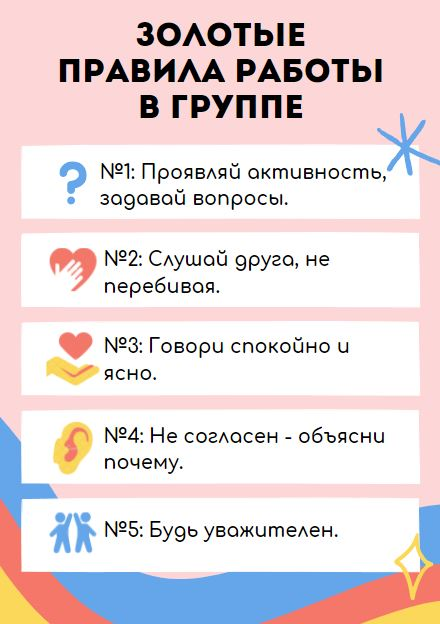 ЗОЛОТЫЕ
ПРАВИЛА РАБОТЫ
В ГРУППЕ
№1: Проявляй активность,
задавай вопросы.
№2: Слушай друга, не
перебивая.
№3: Говори спокойно и
ясно.
№4: Не согласен - объясни
почему.
№5: Будь уважителен.